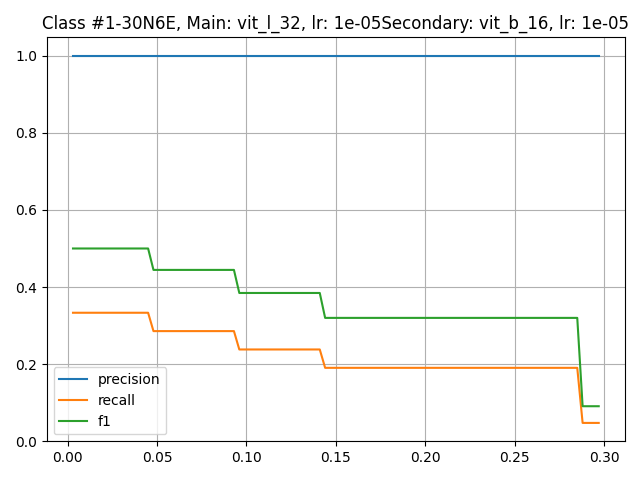 Class #1-30N6E, Main: vit_l_32, lr: 1e-05Secondary: vit_b_16, lr: 1e-05
1.0
0.8
0.6
0.4
0.2
0.0
precision
recall
f1
0.00 0.05 0.10 0.15 0.20 0.25 0.30